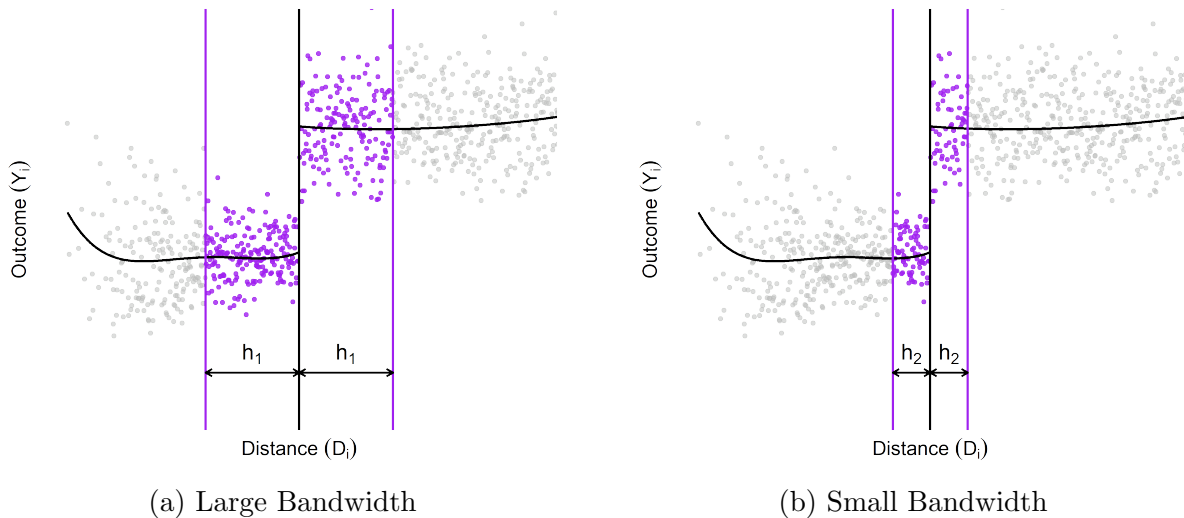 Outcome (Yᵢ)
h₁
h₁
Distance (Dᵢ)
(a) Large Bandwidth
Outcome (Yᵢ)
h₂
h₂
Distance (Dᵢ)
(b) Small Bandwidth